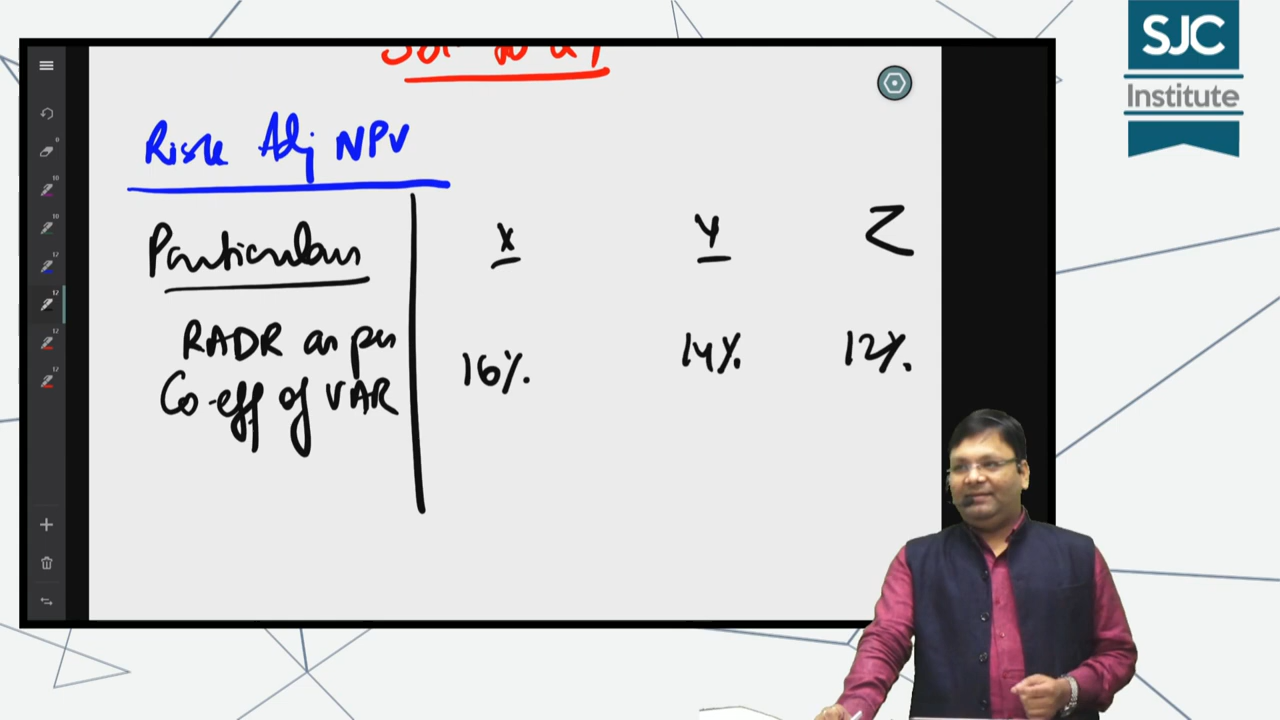 SJC
Institute
Risk Adj NPV
Particulars
X
Y
Z
RADR as per
Co-eff of VAR
16%.
14%.
12%.